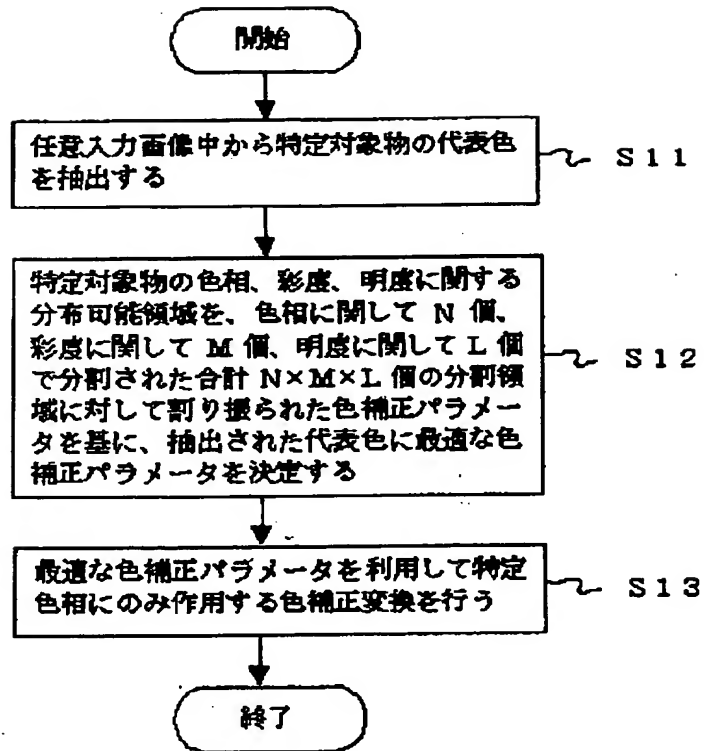 開始
任意入力画像中から特定対象物の代表色
を抽出する
S11
特定対象物の色相、彩度、明度に関する
分布可能領域を、色相に関して N 個、
彩度に関して M 個、明度に関して L 個
で分割された合計 N×M×L 個の分割領
域に対して割り振られた色補正パラメー
タを基に、抽出された代表色に最適な色
補正パラメータを決定する
S12
最適な色補正パラメータを利用して特定
色相にのみ作用する色補正変換を行う
S13
終了